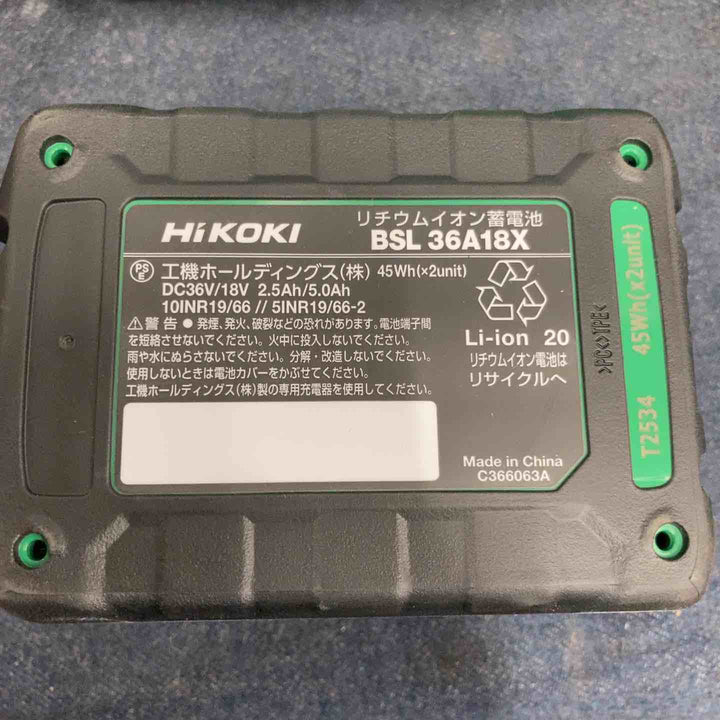 HiKOKI
リチウムイオン蓄電池
BSL 36A18X
PSE 工機ホールディングス(株) 45Wh(×2unit)
DC36V/18V 2.5Ah/5.0Ah
10INR19/66 // 5INR19/66-2
⚠警告 ● 発煙、発火、破裂などの恐れがあります。電池端子間
を短絡させないでください。火中に投入しないでください。
雨や水にぬらさないでください。分解・改造しないでください。
使用しないときは電池カバーをかぶせてください。
工機ホールディングス(株)製の専用充電器を使用してください。
Li-ion 20
リチウムイオン電池は
リサイクルへ
Made in China
C366063A
>PC<>TPE<
T2534 45Wh(x2unit)